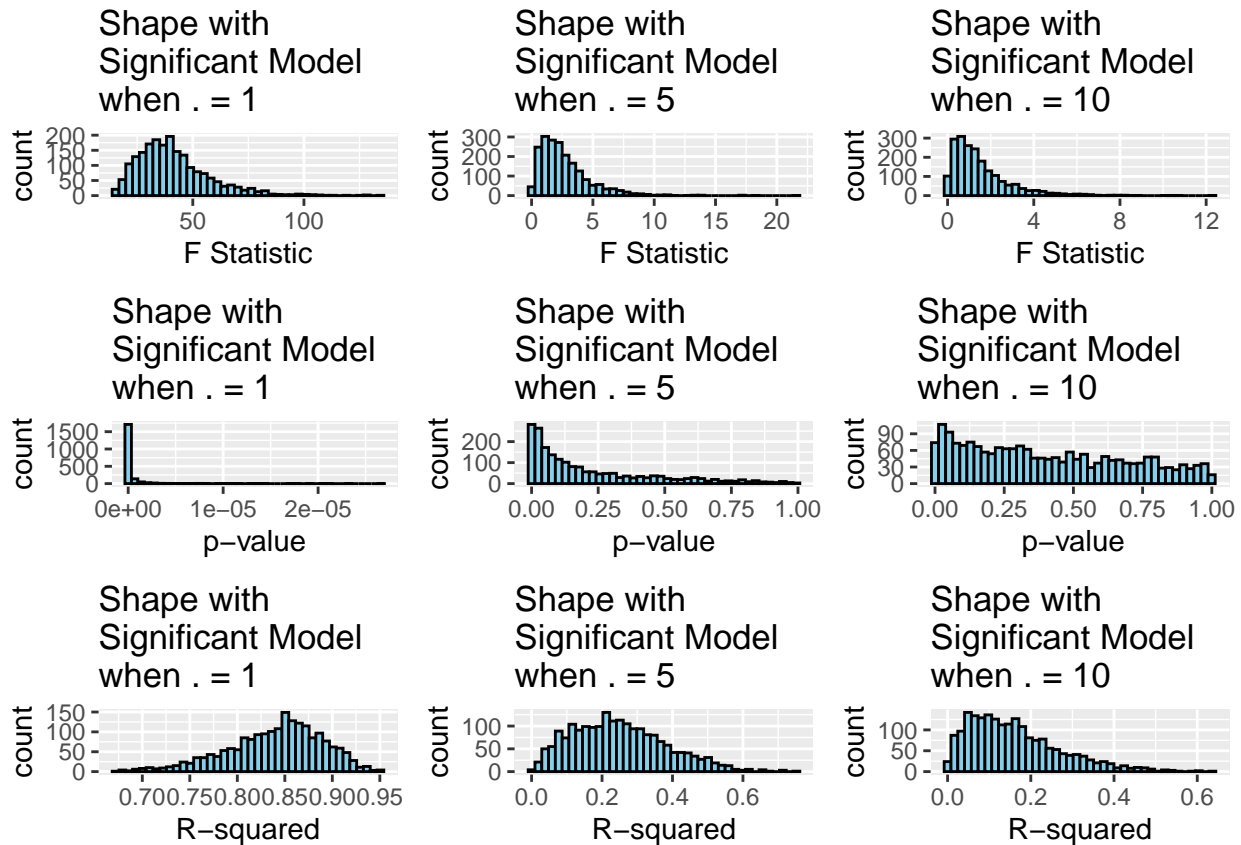 Shape with
Significant Model
when . = 1
count
200
150
100
50
0
50 100
F Statistic
Shape with
Significant Model
when . = 5
count
300
200
100
0
0 5 10 15 20
F Statistic
Shape with
Significant Model
when . = 10
count
300
200
100
0
0 4 8 12
F Statistic
Shape with
Significant Model
when . = 1
count
1500
1000
500
0
0e+00 1e−05 2e−05
p−value
Shape with
Significant Model
when . = 5
count
200
100
0
0.00 0.25 0.50 0.75 1.00
p−value
Shape with
Significant Model
when . = 10
count
90
60
30
0
0.00 0.25 0.50 0.75 1.00
p−value
Shape with
Significant Model
when . = 1
count
150
100
50
0
0.700.750.800.850.900.95
R−squared
Shape with
Significant Model
when . = 5
count
100
50
0
0.0 0.2 0.4 0.6
R−squared
Shape with
Significant Model
when . = 10
count
100
50
0
0.0 0.2 0.4 0.6
R−squared